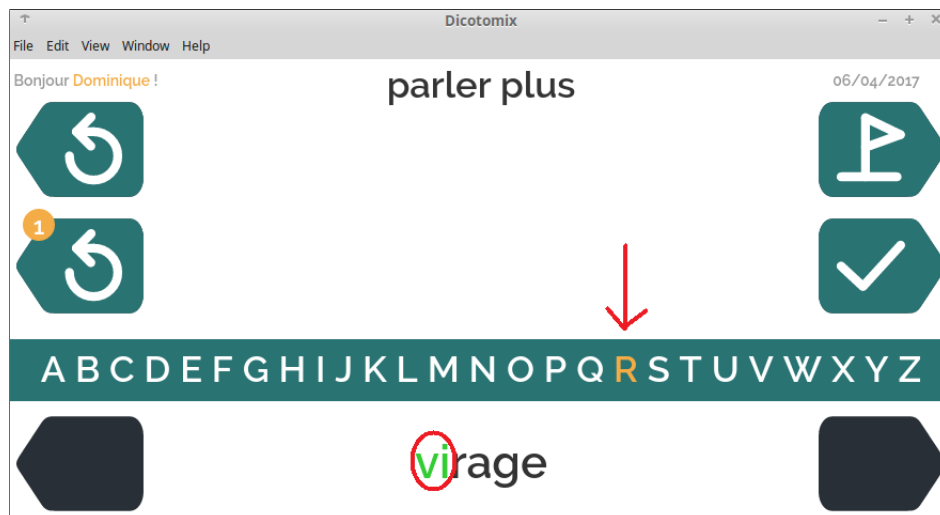 Dicotomix
File Edit View Window Help
Bonjour Dominique !
parler plus
06/04/2017
1
A B C D E F G H I J K L M N O P Q R S T U V W X Y Z
virage